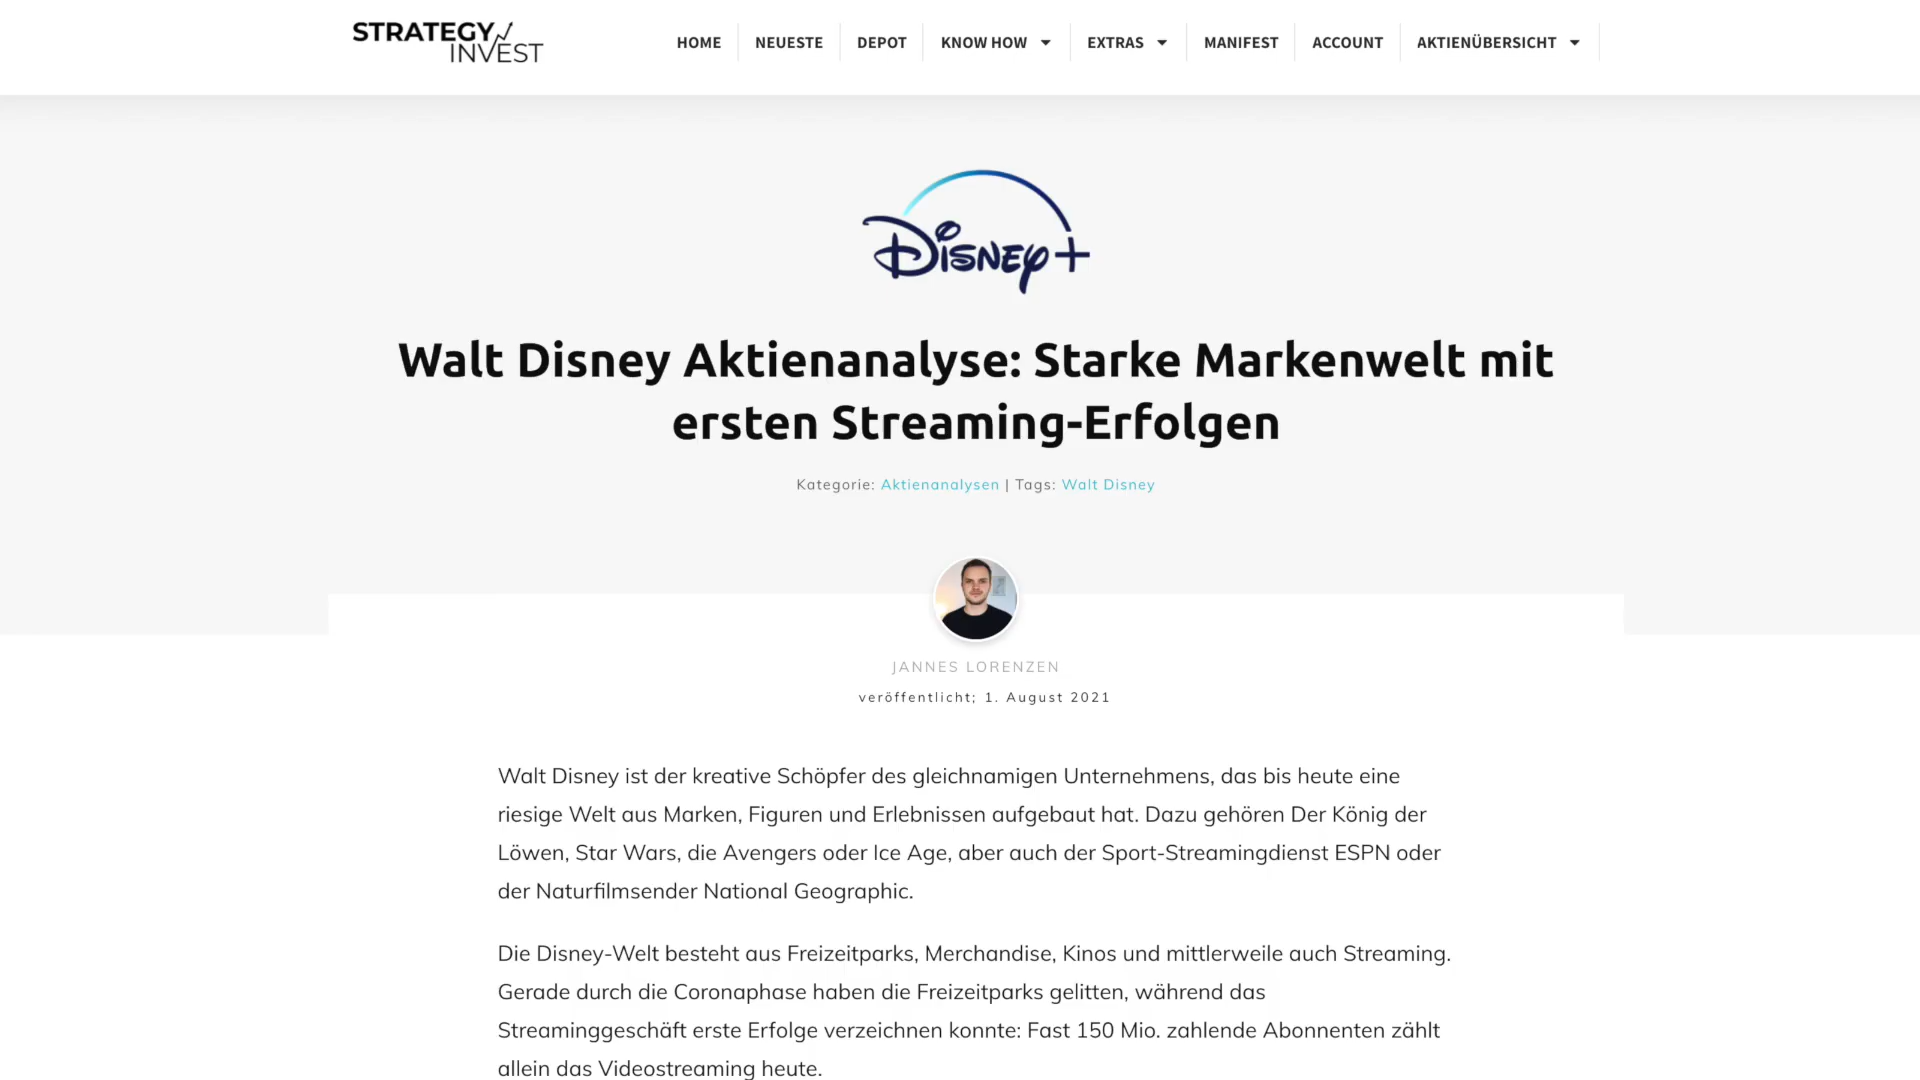 STRATEGY
INVEST
HOME
NEUESTE
DEPOT
KNOW HOW
EXTRAS
MANIFEST
ACCOUNT
AKTIENÜBERSICHT
Disney+
Walt Disney Aktienanalyse: Starke Markenwelt mit
ersten Streaming-Erfolgen
Kategorie: Aktienanalysen | Tags: Walt Disney
JANNES LORENZEN
veröffentlicht; 1. August 2021
Walt Disney ist der kreative Schöpfer des gleichnamigen Unternehmens, das bis heute eine
riesige Welt aus Marken, Figuren und Erlebnissen aufgebaut hat. Dazu gehören Der König der
Löwen, Star Wars, die Avengers oder Ice Age, aber auch der Sport-Streamingdienst ESPN oder
der Naturfilmsender National Geographic.
Die Disney-Welt besteht aus Freizeitparks, Merchandise, Kinos und mittlerweile auch Streaming.
Gerade durch die Coronaphase haben die Freizeitparks gelitten, während das
Streaminggeschäft erste Erfolge verzeichnen konnte: Fast 150 Mio. zahlende Abonnenten zählt
allein das Videostreaming heute.